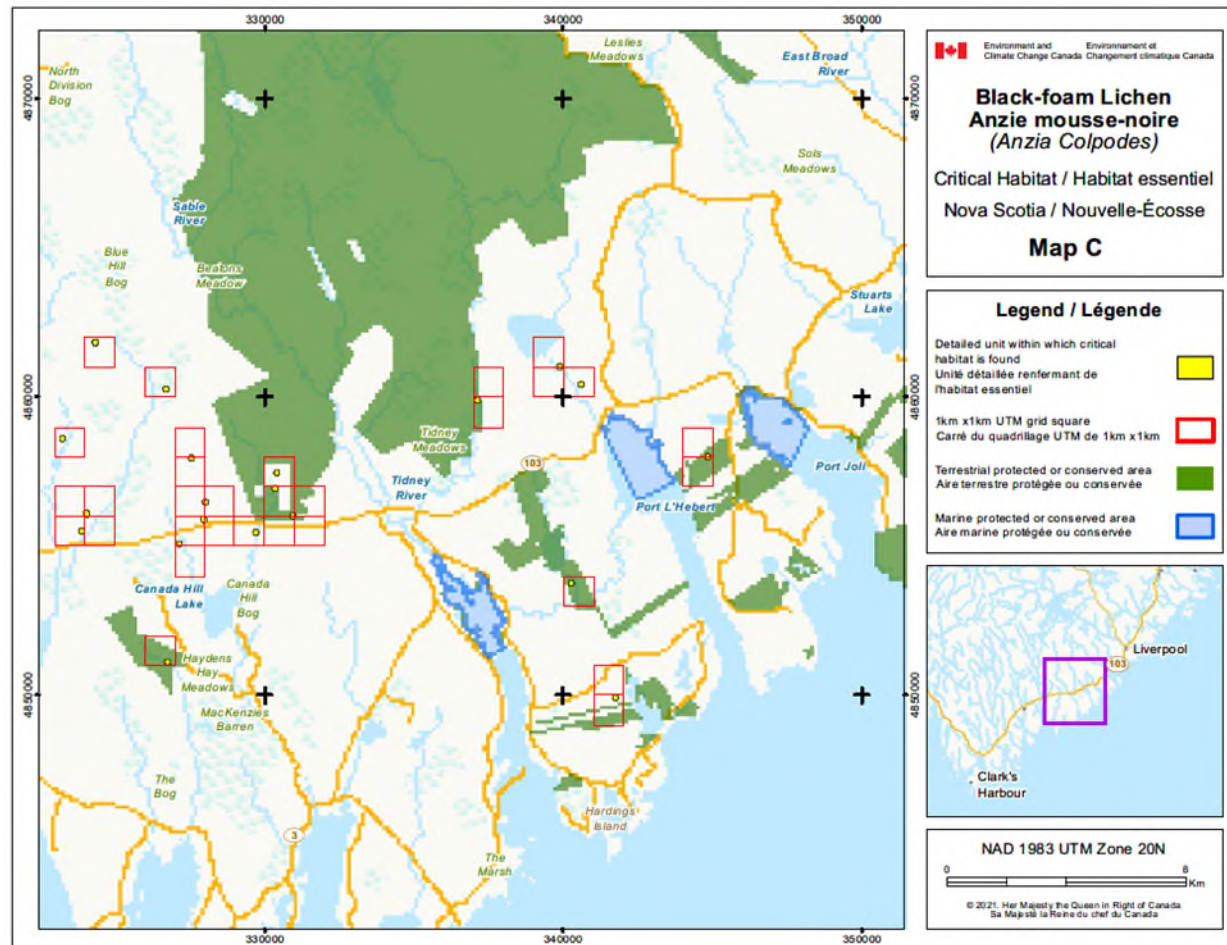 330000
340000
350000
4870000
4870000
4860000
4860000
4850000
4850000
330000
340000
350000
North
Division
Bog
Leslies
Meadows
East Broad
River
Sols
Meadows
Sable
River
Blue
Hill
Bog
Beatons
Meadow
Stuarts
Lake
Tidney
Meadows
103
Port Joli
Tidney
River
Port L'Hebert
Canada Hill
Lake
Canada
Hill
Bog
Haydens
Hay
Meadows
MacKenzies
Barren
The
Bog
3
Hardings
Island
The
Marsh
Environment and
Climate Change Canada
Environnement et
Changement climatique Canada
Black-foam Lichen
Anzie mousse-noire
(Anzia Colpodes)
Critical Habitat / Habitat essentiel
Nova Scotia / Nouvelle-Écosse
Map C
Legend / Légende
Detailed unit within which critical
habitat is found
Unité détaillée renfermant de
l'habitat essentiel
1km x1km UTM grid square
Carré du quadrillage UTM de 1km x1km
Terrestrial protected or conserved area
Aire terrestre protégée ou conservée
Marine protected or conserved area
Aire marine protégée ou conservée
Liverpool
103
Clark's
Harbour
NAD 1983 UTM Zone 20N
0
8
Km
© 2021. Her Majesty the Queen in Right of Canada
Sa Majesté la Reine du chef du Canada